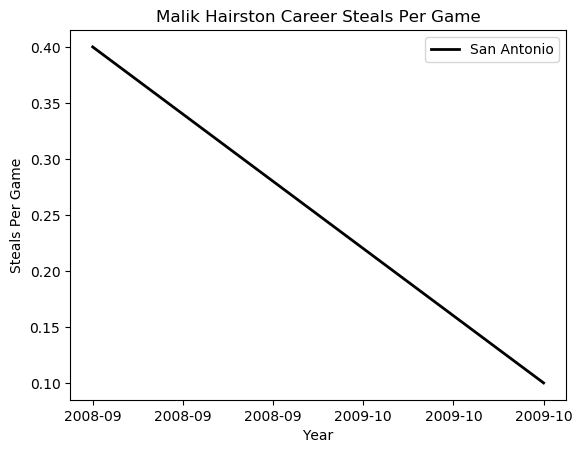 Malik Hairston Career Steals Per Game
San Antonio
Steals Per Game
0.40
0.35
0.30
0.25
0.20
0.15
0.10
2008-09 2008-09 2008-09 2009-10 2009-10 2009-10
Year